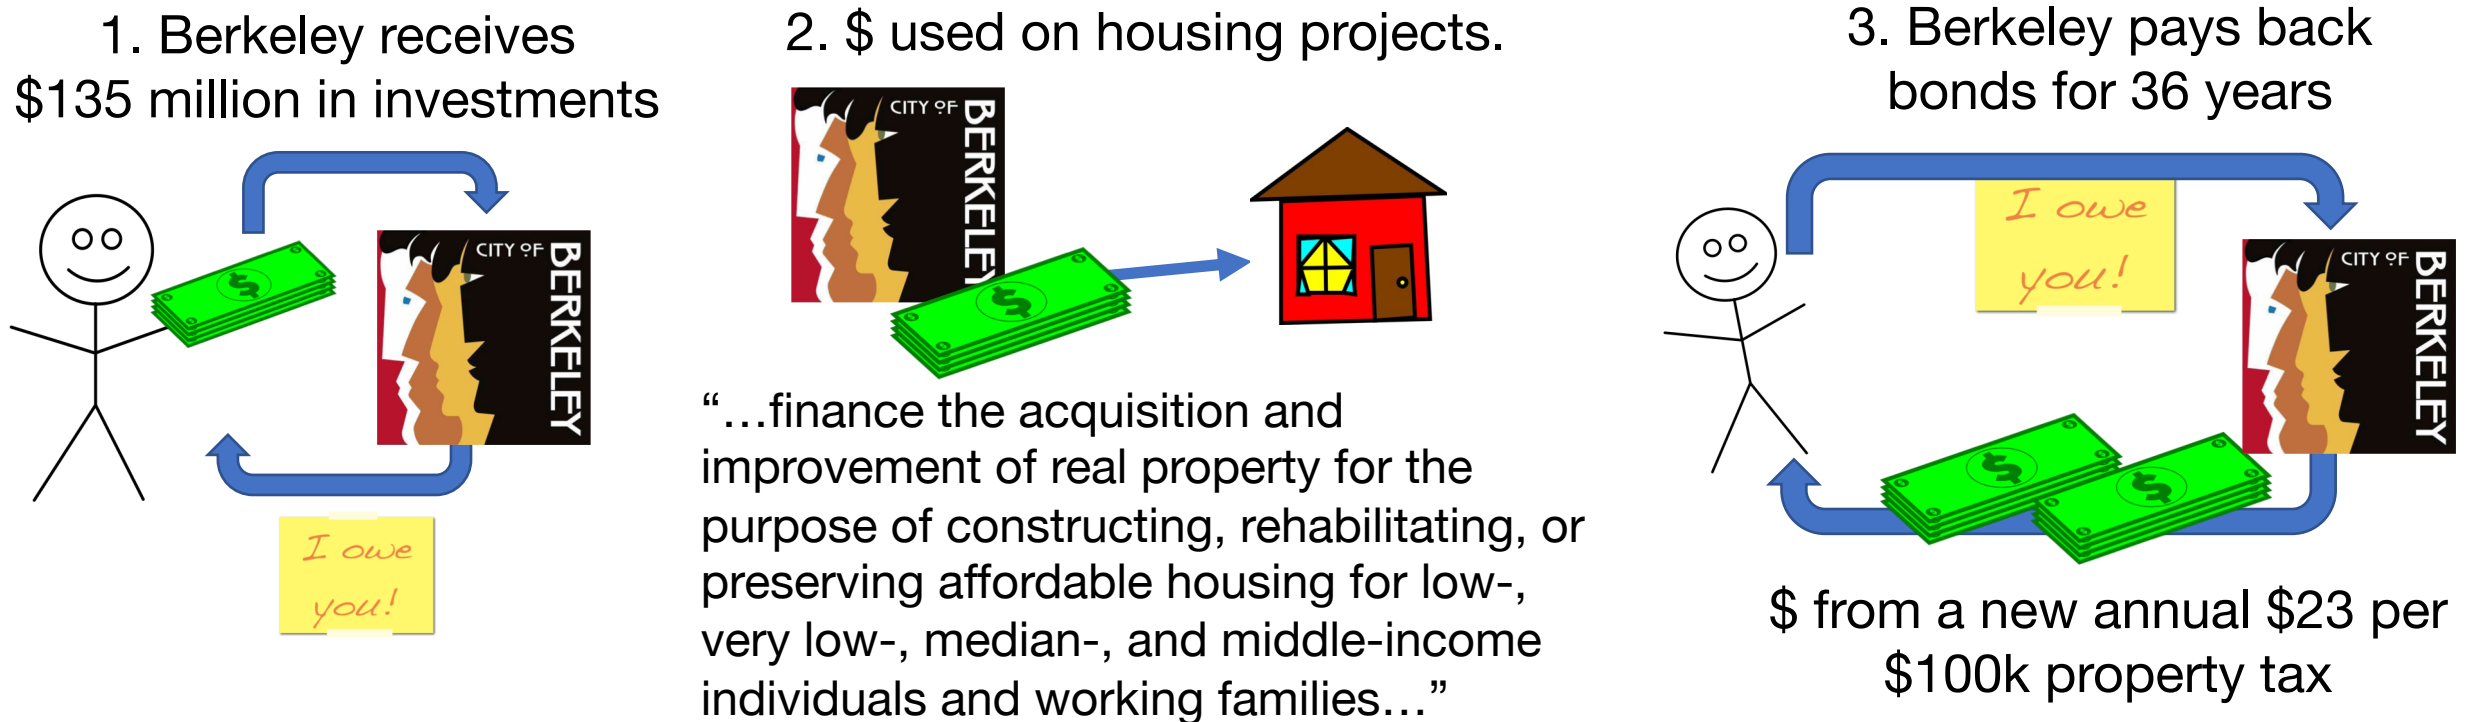 1. Berkeley receives
$135 million in investments
CITY OF
BERKELEY
I owe
you!
2. $ used on housing projects.
CITY OF
BERKELEY
“…finance the acquisition and
improvement of real property for the
purpose of constructing, rehabilitating, or
preserving affordable housing for low-,
very low-, median-, and middle-income
individuals and working families…”
3. Berkeley pays back
bonds for 36 years
I owe
you!
CITY OF
BERKELEY
$ from a new annual $23 per
$100k property tax